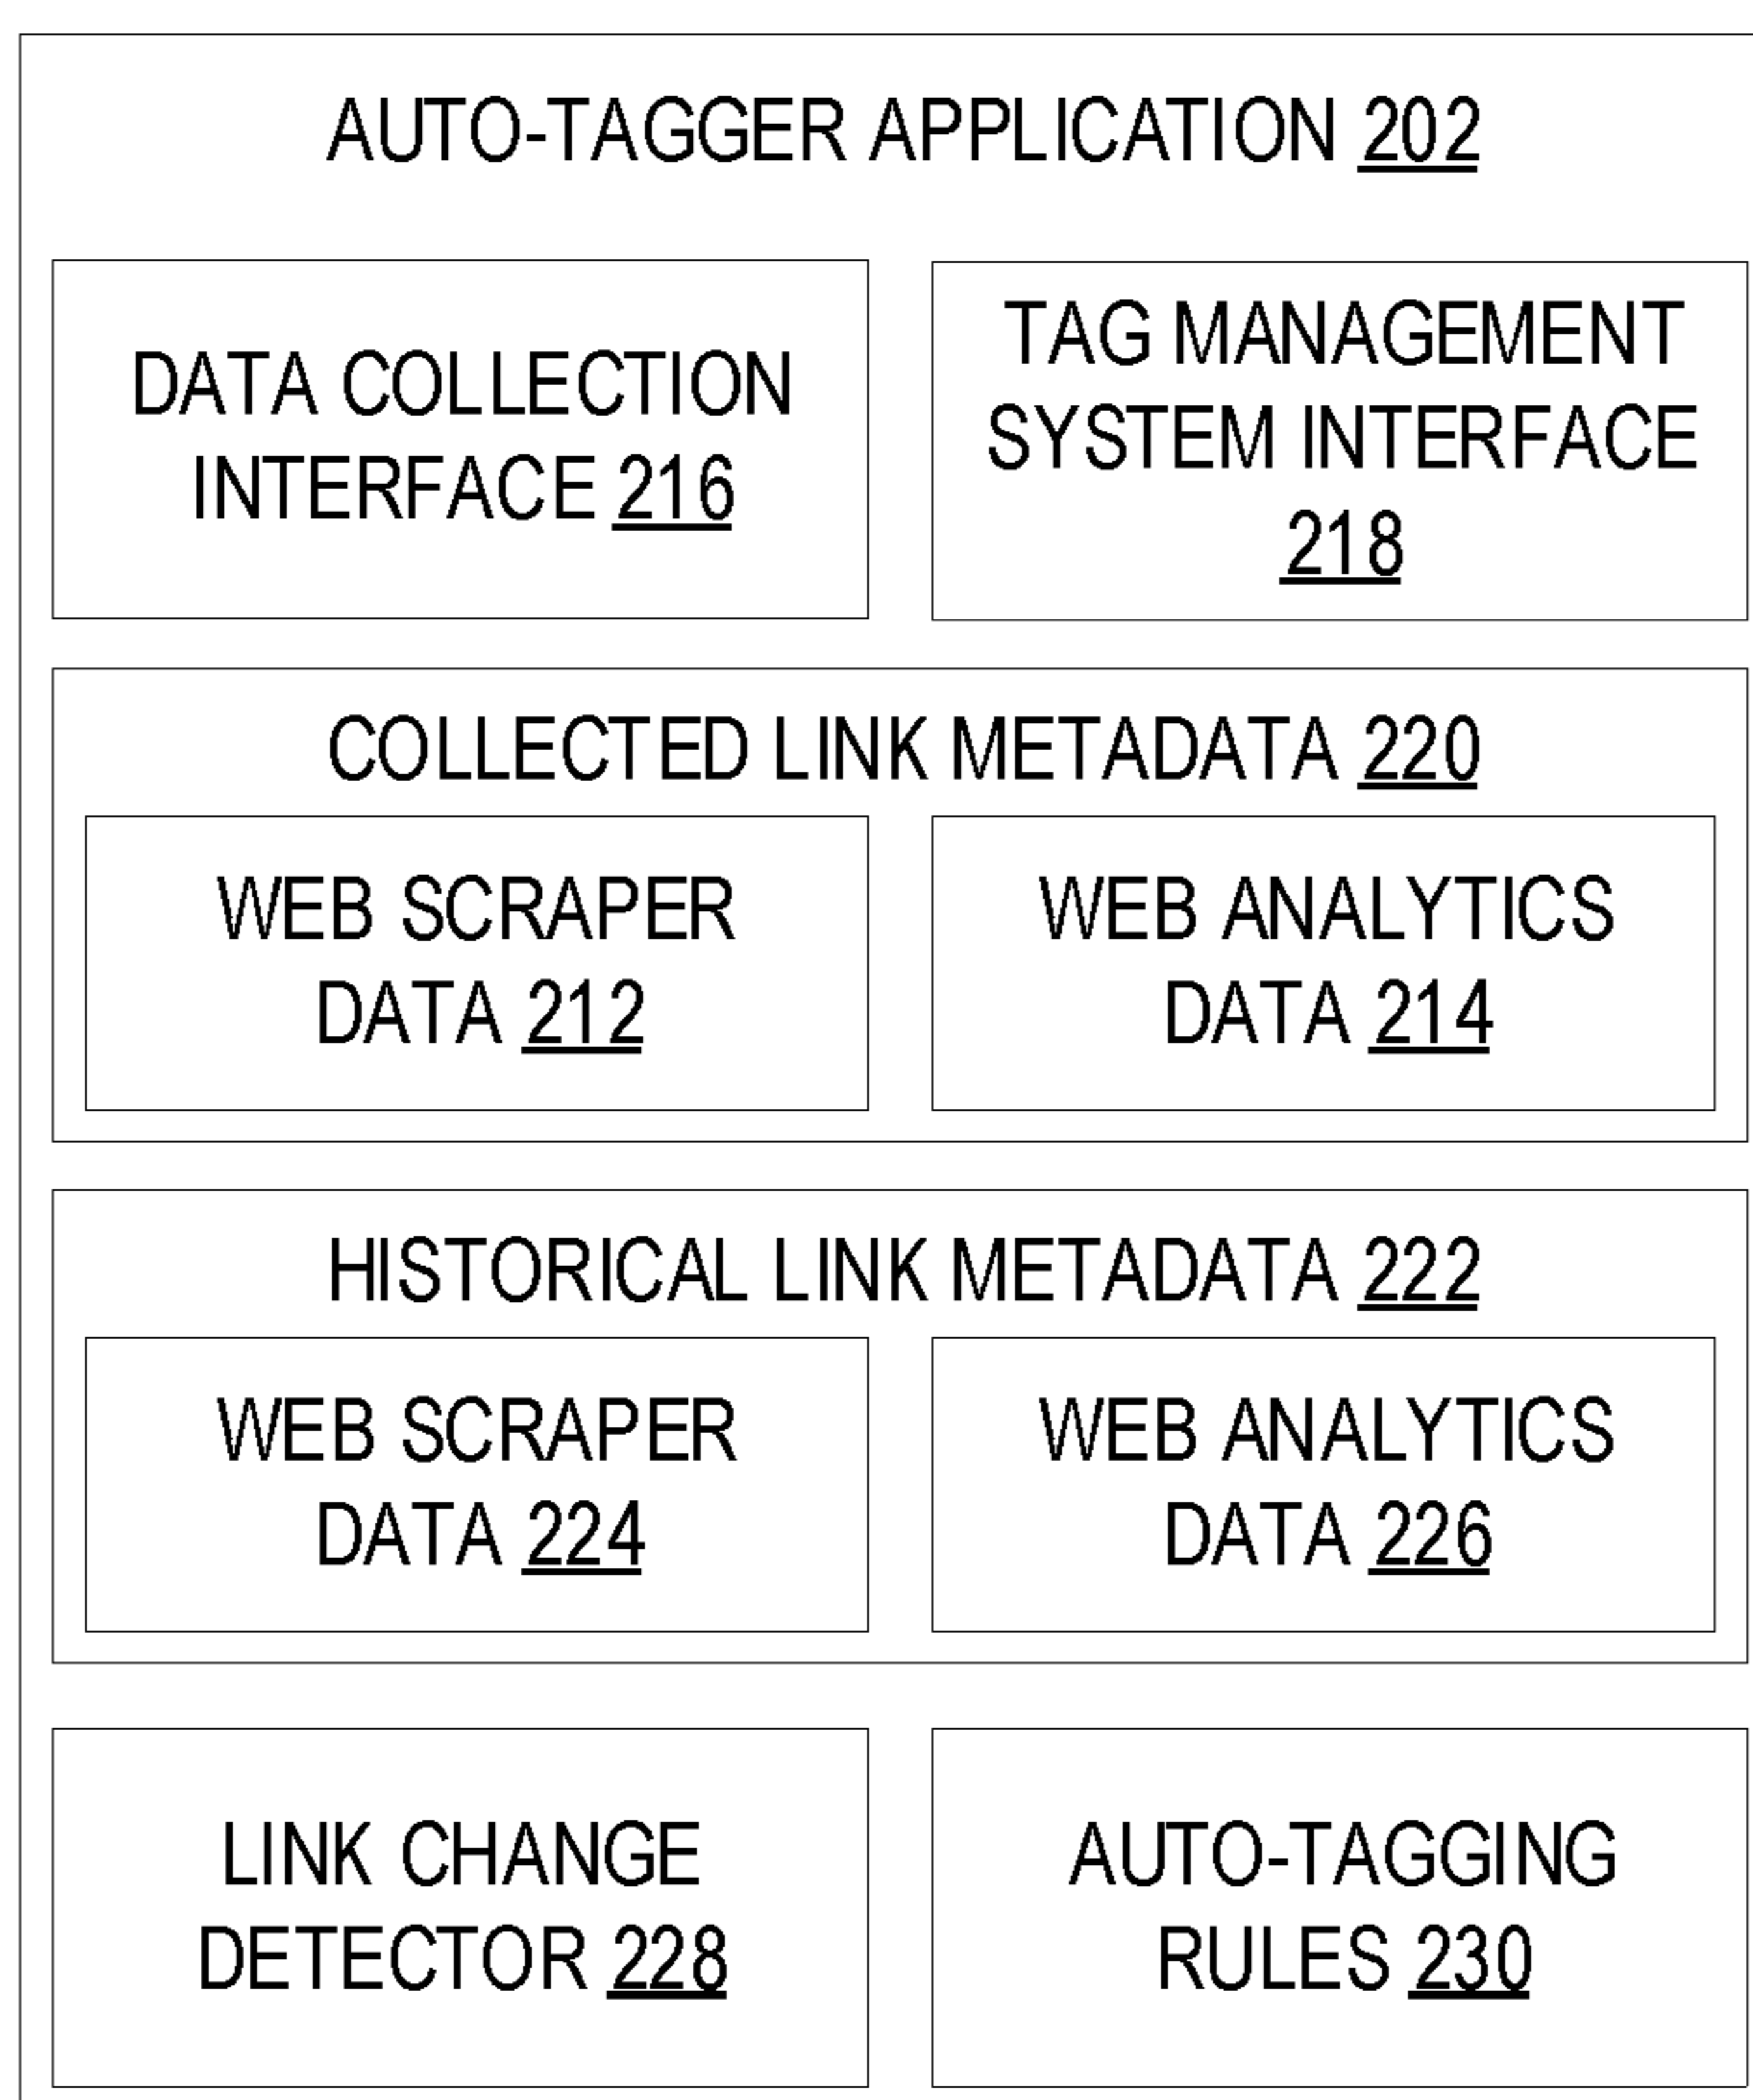 AUTO-TAGGER APPLICATION 202
DATA COLLECTION
INTERFACE 216
TAG MANAGEMENT
SYSTEM INTERFACE
218
COLLECTED LINK METADATA 220
WEB SCRAPER
DATA 212
WEB ANALYTICS
DATA 214
HISTORICAL LINK METADATA 222
WEB SCRAPER
DATA 224
WEB ANALYTICS
DATA 226
LINK CHANGE
DETECTOR 228
AUTO-TAGGING
RULES 230